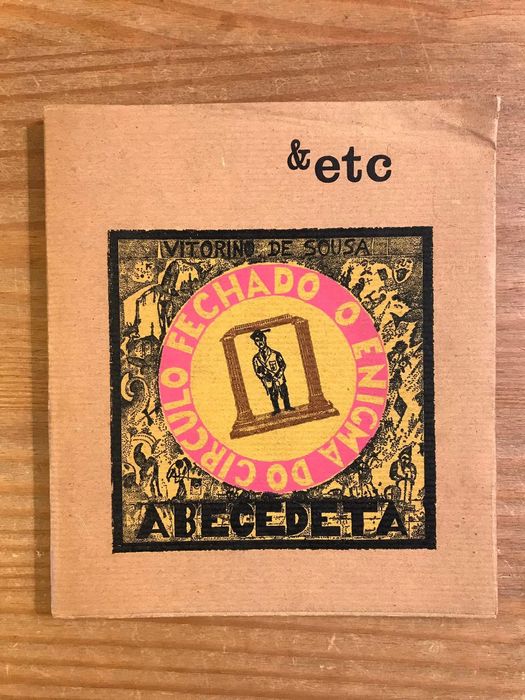 &etc
VITORINO DE SOUSA
O ENIGMA DO CIRCULO FECHADO
ABECEDETA